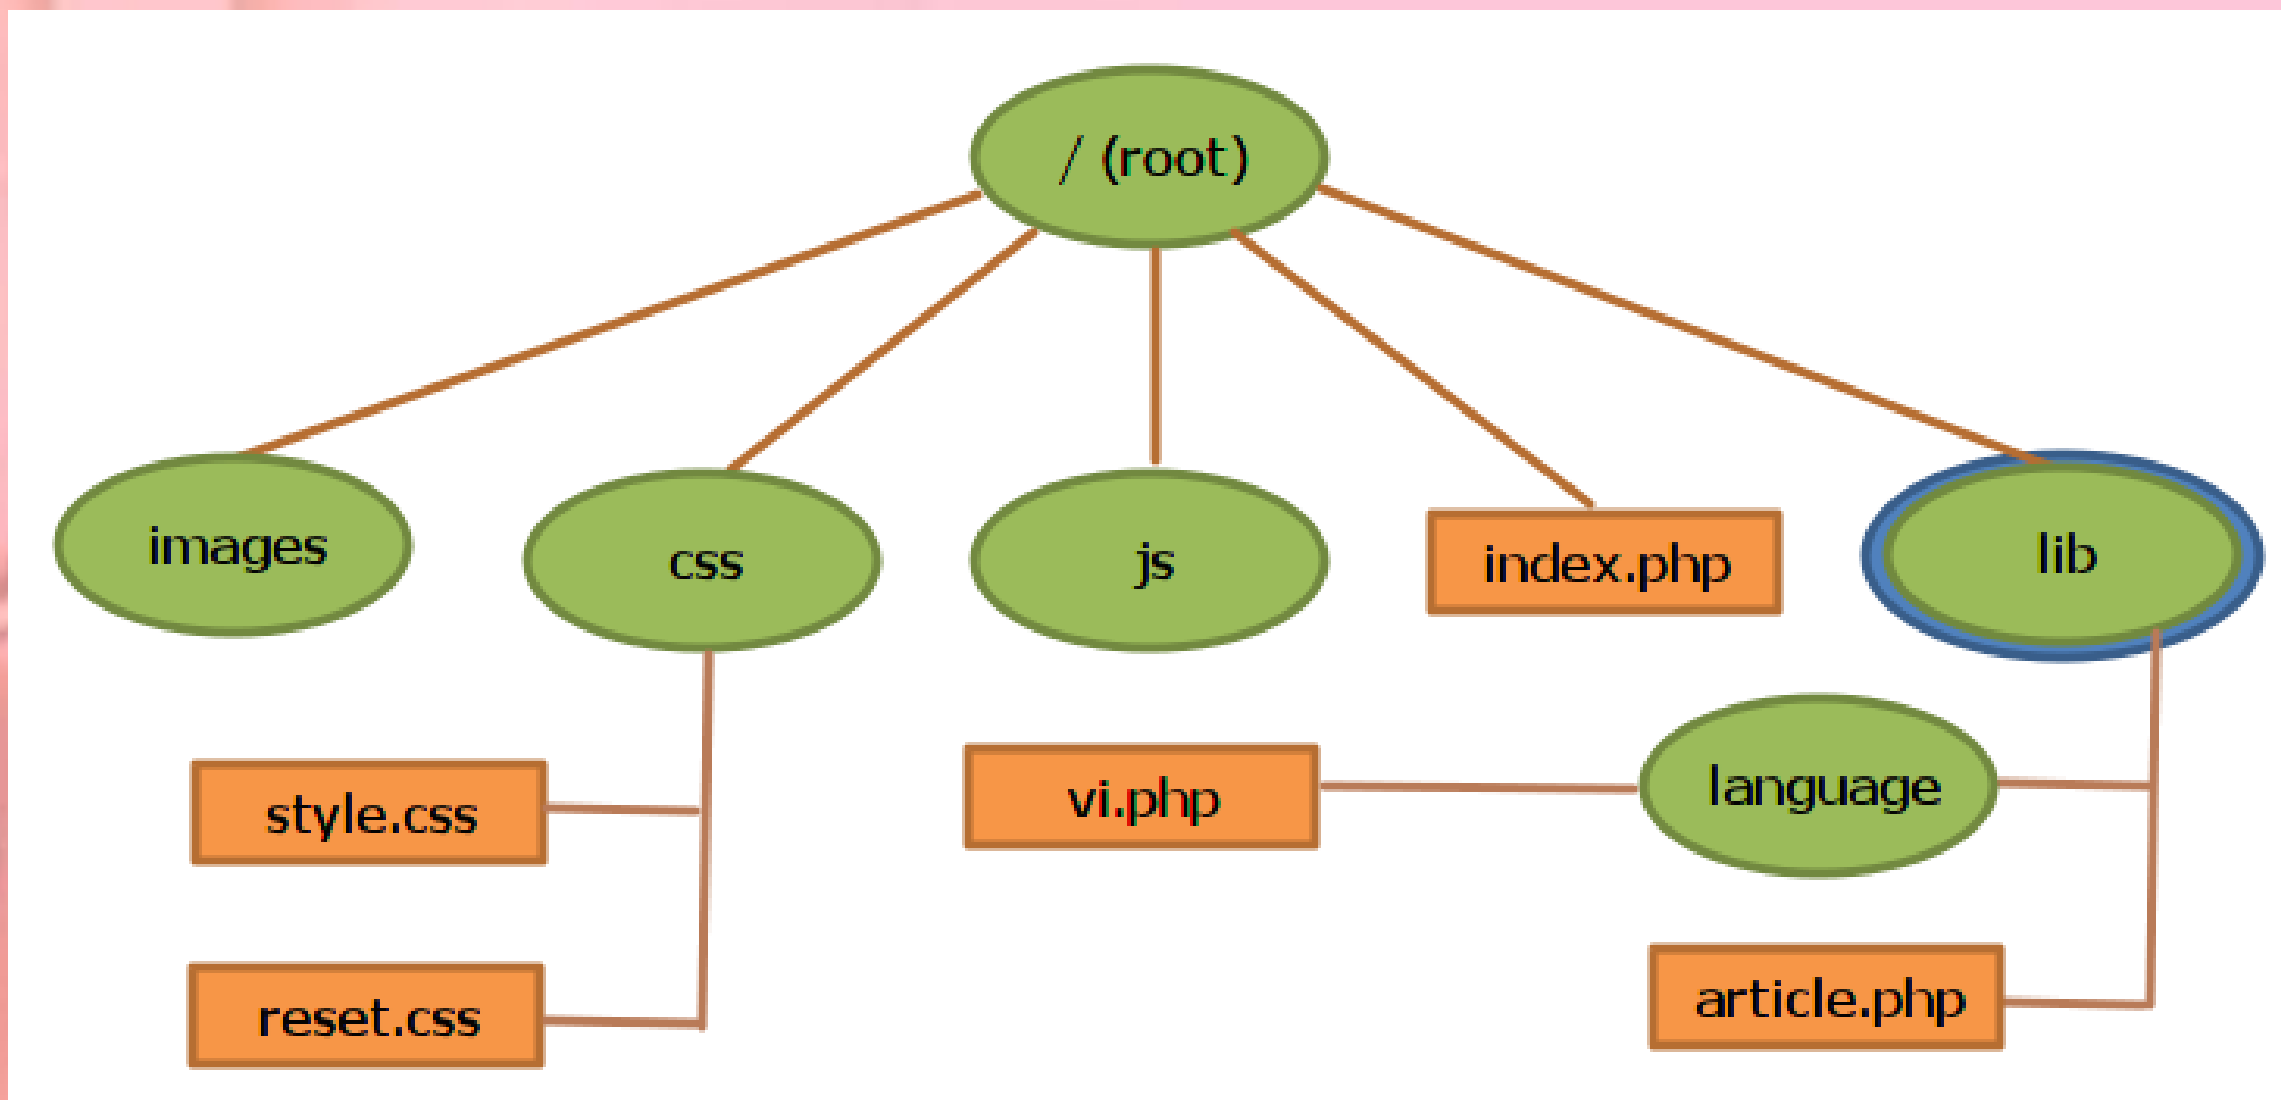 / (root)
images
css
js
index.php
lib
style.css
vi.php
language
reset.css
article.php